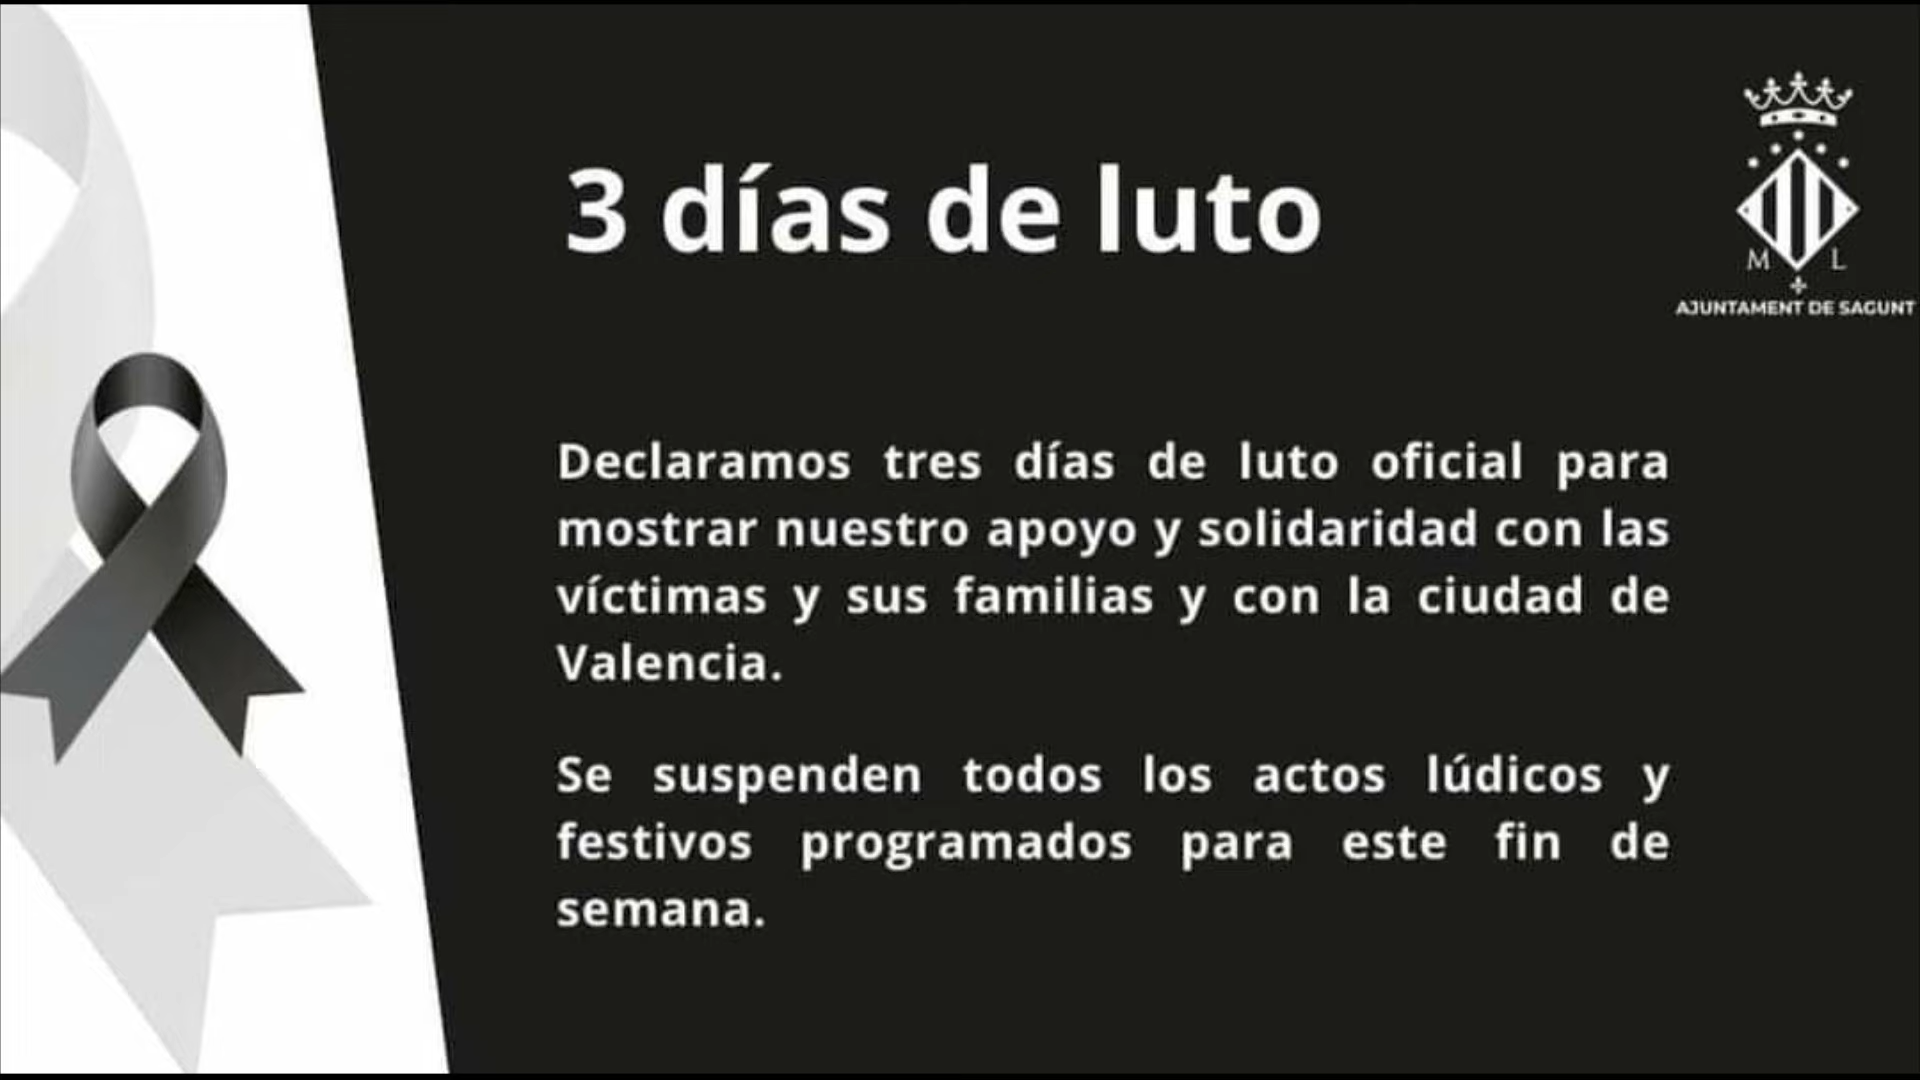 3 días de luto
M L
AJUNTAMENT DE SAGUNT
Declaramos tres días de luto oficial para
mostrar nuestro apoyo y solidaridad con las
víctimas y sus familias y con la ciudad de
Valencia.
Se suspenden todos los actos lúdicos y
festivos programados para este fin de
semana.